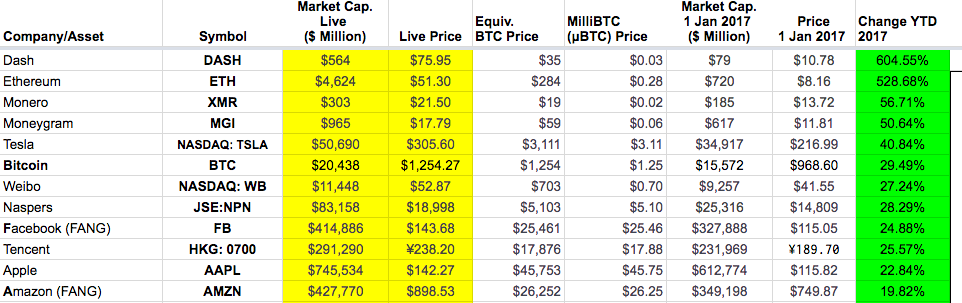 Company/Asset Symbol Market Cap. Live ($ Million) Live Price Equiv. BTC Price MilliBTC (µBTC) Price Market Cap. 1 Jan 2017 ($ Million) Price 1 Jan 2017 Change YTD 2017
Dash DASH $564 $75.95 $35 $0.03 $79 $10.78 604.55%
Ethereum ETH $4,624 $51.30 $284 $0.28 $720 $8.16 528.68%
Monero XMR $303 $21.50 $19 $0.02 $185 $13.72 56.71%
Moneygram MGI $965 $17.79 $59 $0.06 $617 $11.81 50.64%
Tesla NASDAQ: TSLA $50,690 $305.60 $3,111 $3.11 $34,917 $216.99 40.84%
Bitcoin BTC $20,438 $1,254.27 $1,254 $1.25 $15,572 $968.60 29.49%
Weibo NASDAQ: WB $11,448 $52.87 $703 $0.70 $9,257 $41.55 27.24%
Naspers JSE:NPN $83,158 $18,998 $5,103 $5.10 $25,316 $14,809 28.29%
Facebook (FANG) FB $414,886 $143.68 $25,461 $25.46 $327,888 $115.05 24.88%
Tencent HKG: 0700 $291,290 ¥238.20 $17,876 $17.88 $231,969 ¥189.70 25.57%
Apple AAPL $745,534 $142.27 $45,753 $45.75 $612,774 $115.82 22.84%
Amazon (FANG) AMZN $427,770 $898.53 $26,252 $26.25 $349,198 $749.87 19.82%